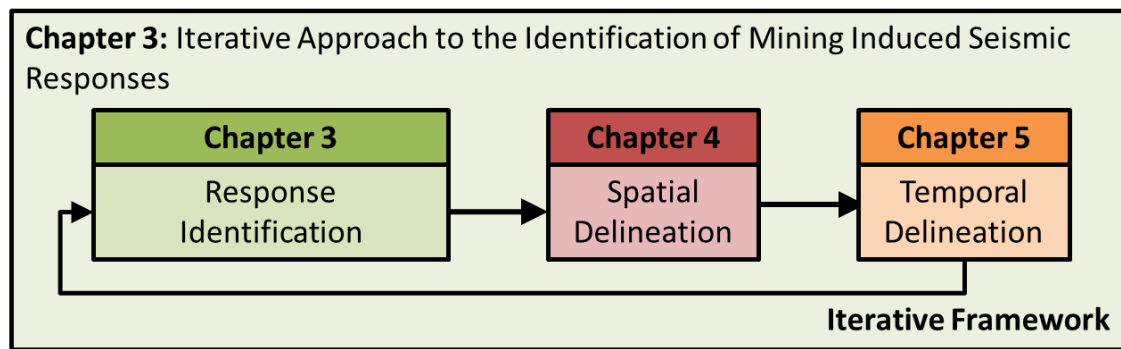 Chapter 3: Iterative Approach to the Identification of Mining Induced Seismic
Responses
Chapter 3
Response
Identification
Chapter 4
Spatial
Delineation
Chapter 5
Temporal
Delineation
Iterative Framework